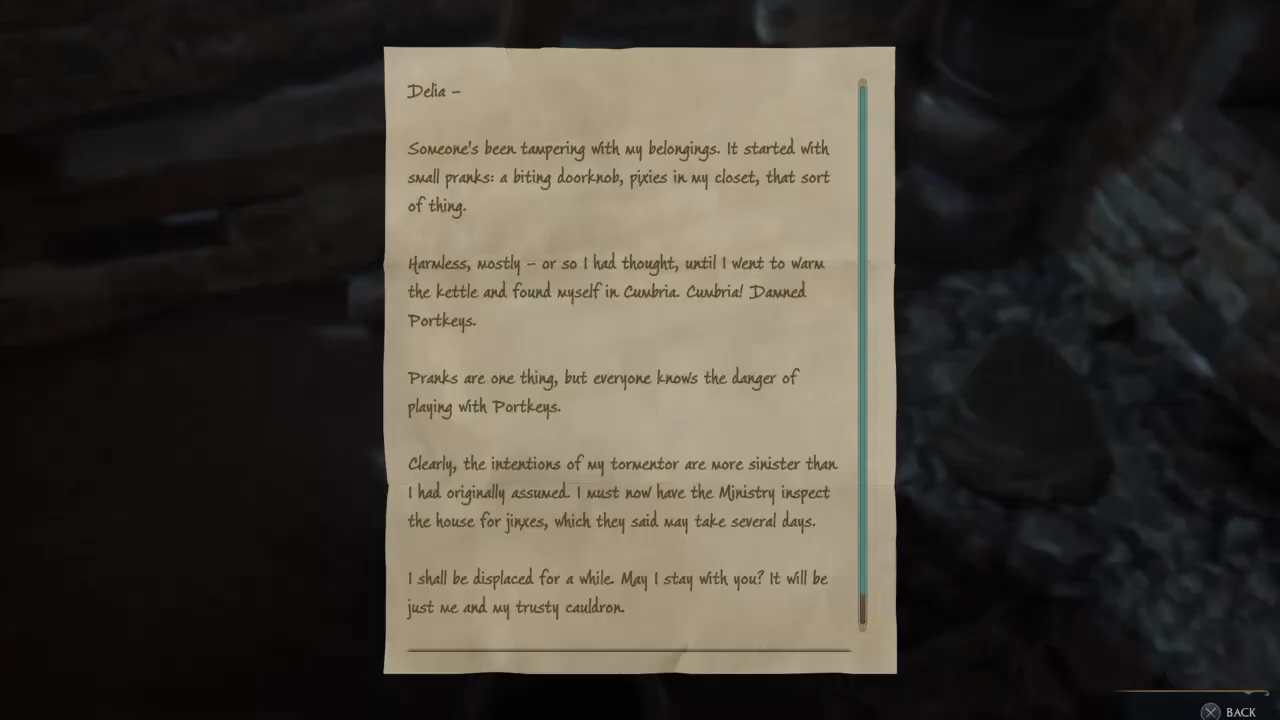 Delia –
Someone's been tampering with my belongings. It started with
small pranks: a biting doorknob, pixies in my closet, that sort
of thing.
Harmless, mostly – or so I had thought, until I went to warm
the kettle and found myself in Cumbria. Cumbria! Damned
Portkeys.
Pranks are one thing, but everyone knows the danger of
playing with Portkeys.
Clearly, the intentions of my tormentor are more sinister than
I had originally assumed. I must now have the Ministry inspect
the house for jinxes, which they said may take several days.
I shall be displaced for a while. May I stay with you? It will be
just me and my trusty cauldron.
BACK